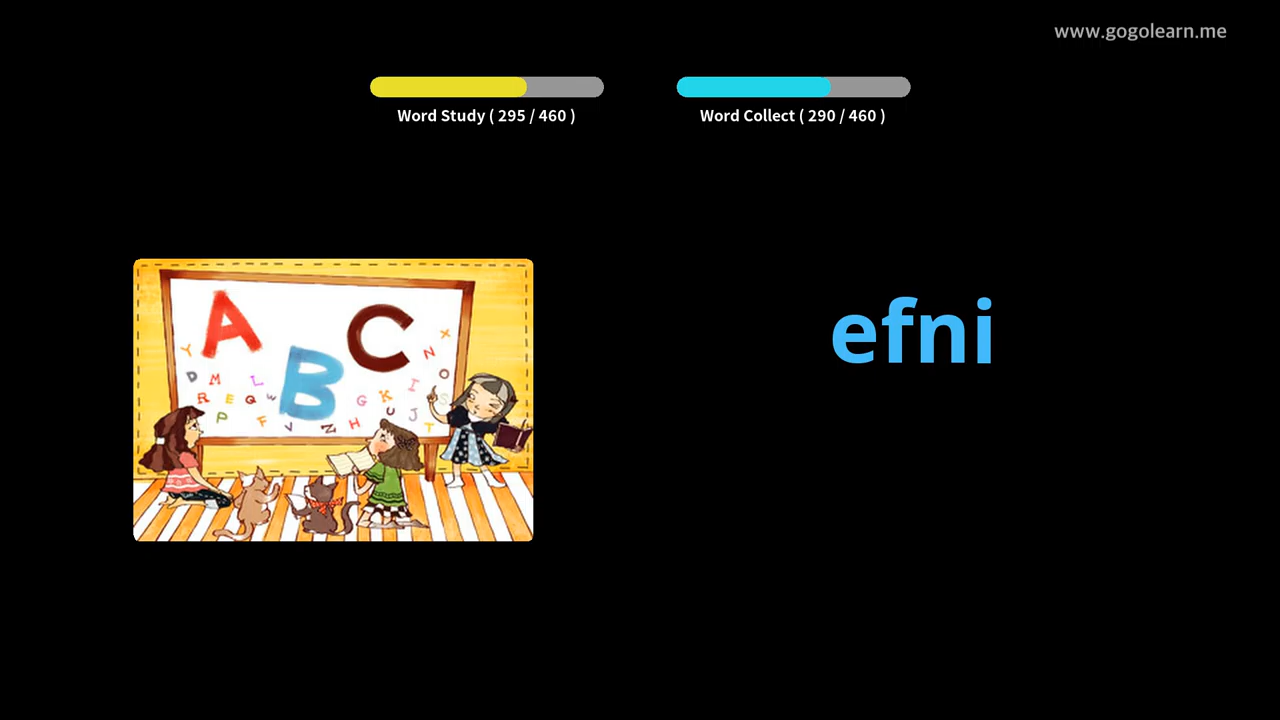 www.gogolearn.me
Word Study ( 295 / 460 )
Word Collect ( 290 / 460 )
efni
A C
B
X
Y N
D M L I O
R E Q W G K S
P F U J
V Z H T